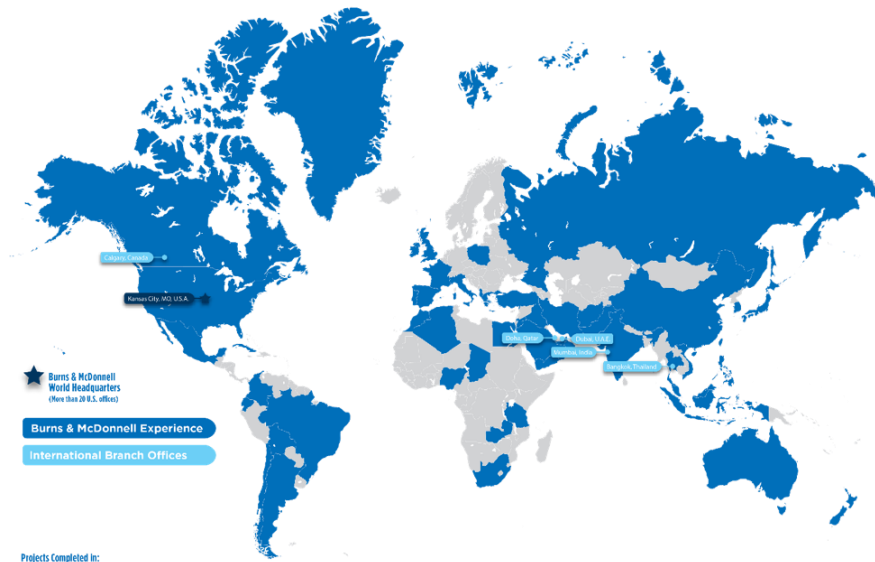 Calgary, Canada
Kansas City, MO, U.S.A.
Doha, Qatar
Dubai, U.A.E.
Mumbai, India
Bangkok, Thailand
Burns & McDonnell
World Headquarters
(More than 20 U.S. offices)
Burns & McDonnell Experience
International Branch Offices
Projects Completed in: